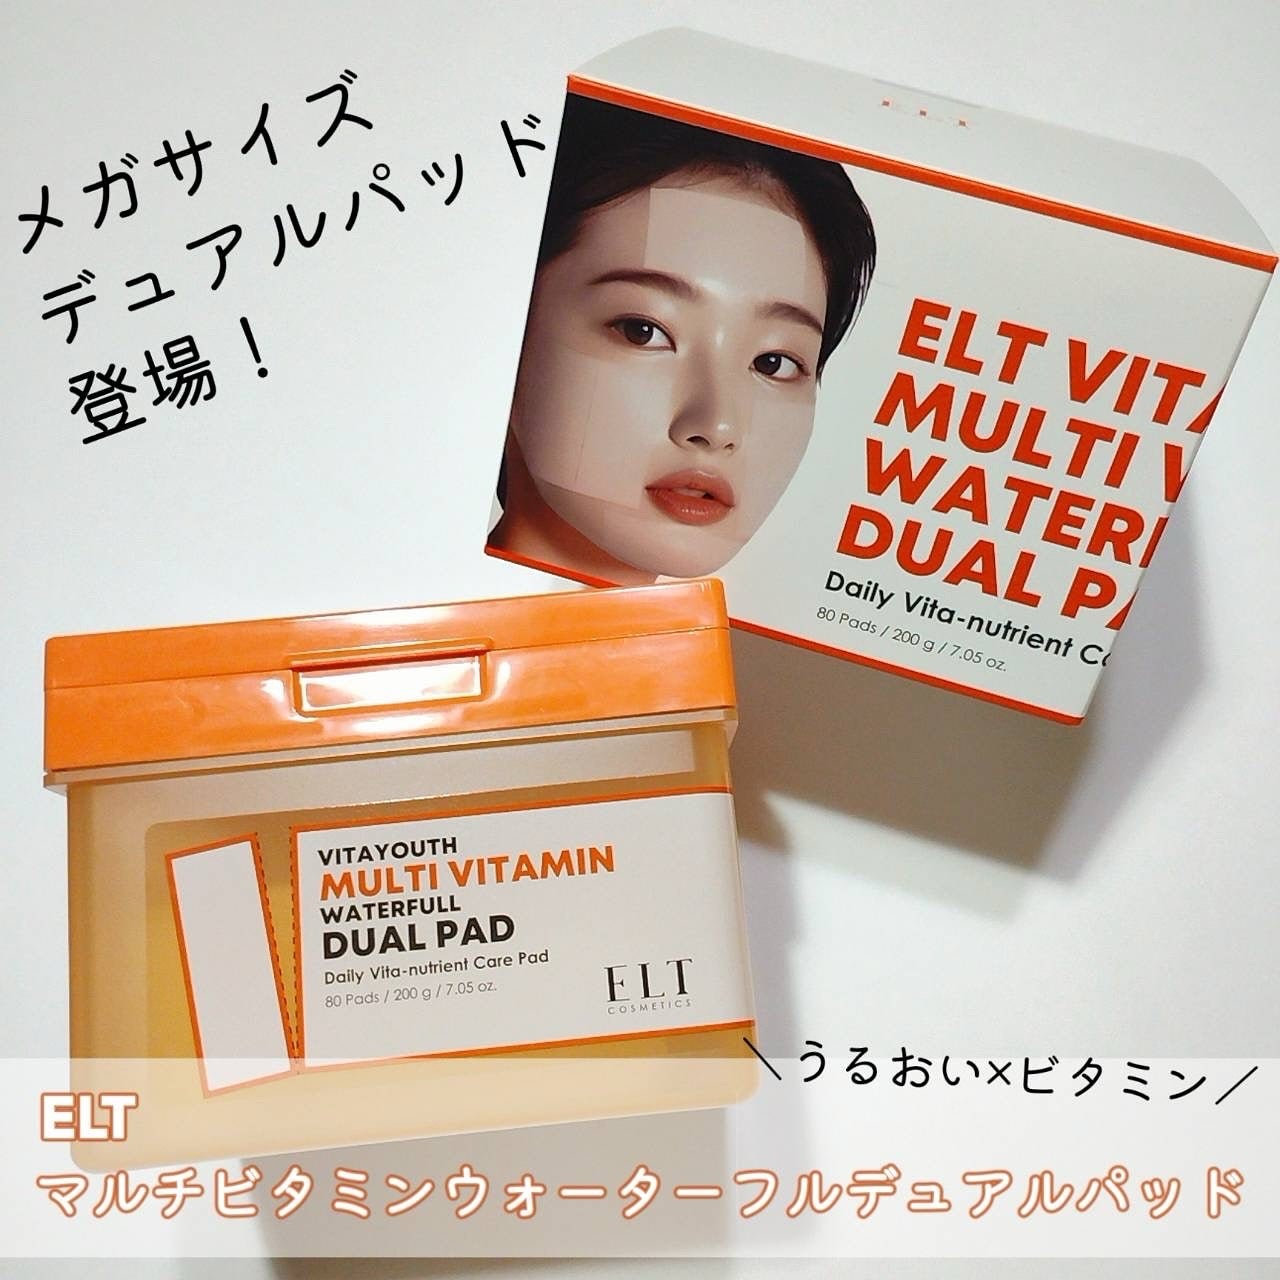 メガサイズ
デュアルパッド
登場！
ELT
ELT VITA
MULTI V
WATER
DUAL PA
Daily Vita-nutrient Ca
80 Pads / 200 g / 7.05 oz.
VITAYOUTH
MULTI VITAMIN
WATERFULL
DUAL PAD
Daily Vita-nutrient Care Pad
80 Pads / 200 g / 7.05 oz.
ELT
COSMETICS
＼うるおい×ビタミン／
ELT
マルチビタミンウォーターフルデュアルパッド